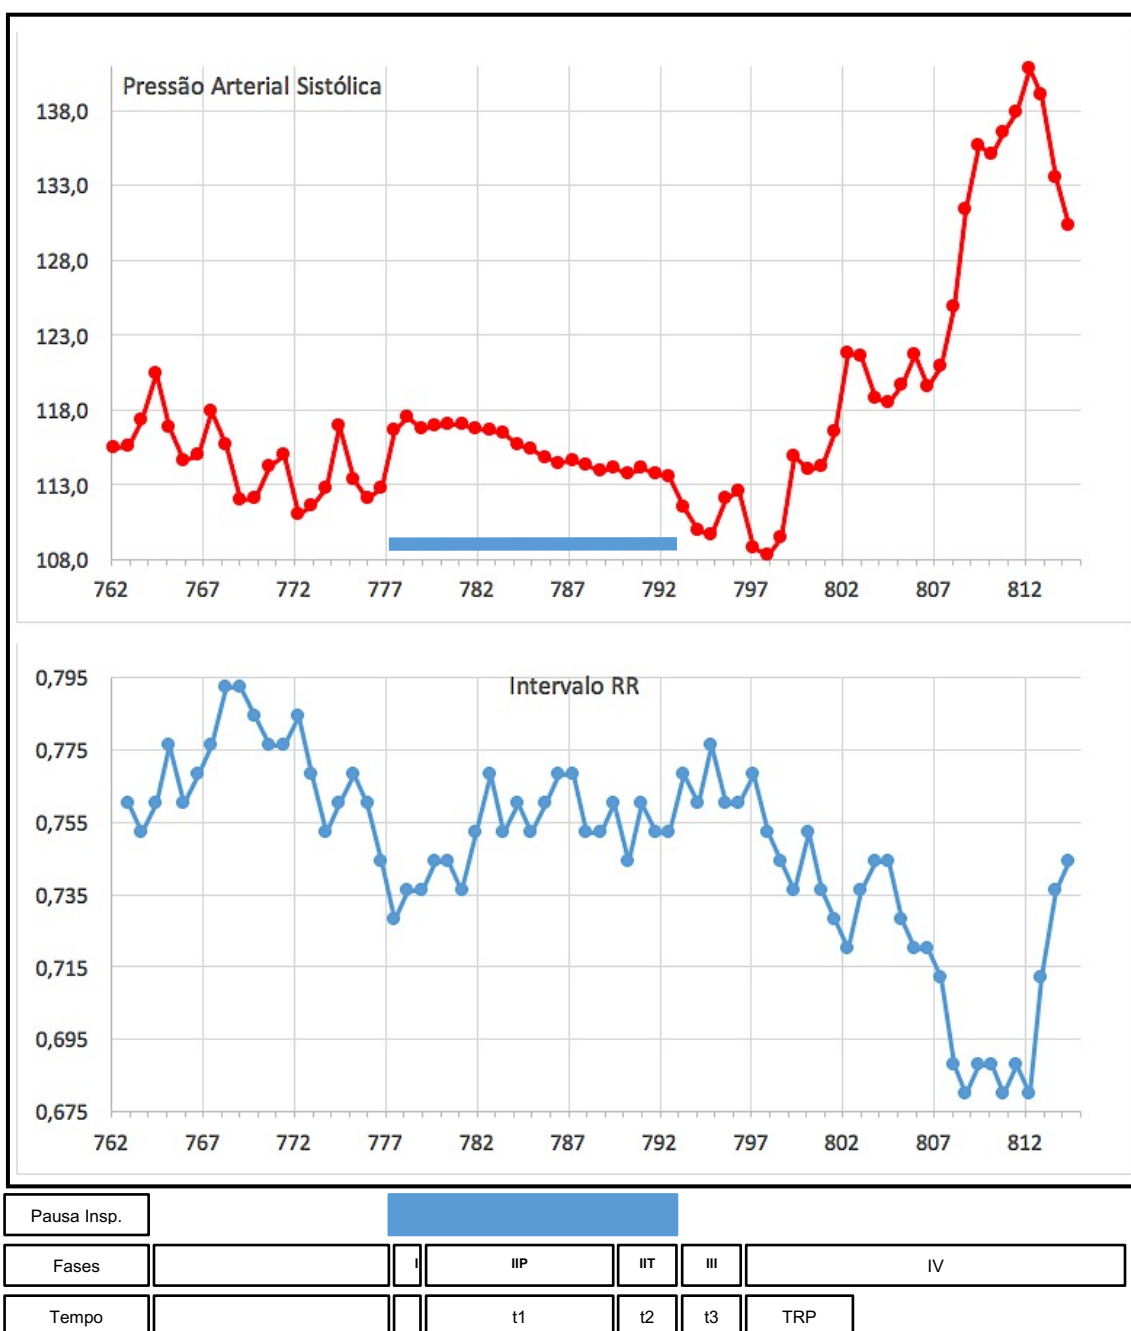 Pressão Arterial Sistólica
138,0
133,0
128,0
123,0
118,0
113,0
108,0
762 767 772 777 782 787 792 797 802 807 812
Intervalo RR
0,795
0,775
0,755
0,735
0,715
0,695
0,675
762 767 772 777 782 787 792 797 802 807 812
Pausa Insp.
Fases I IIP IIT III IV
Tempo t1 t2 t3 TRP